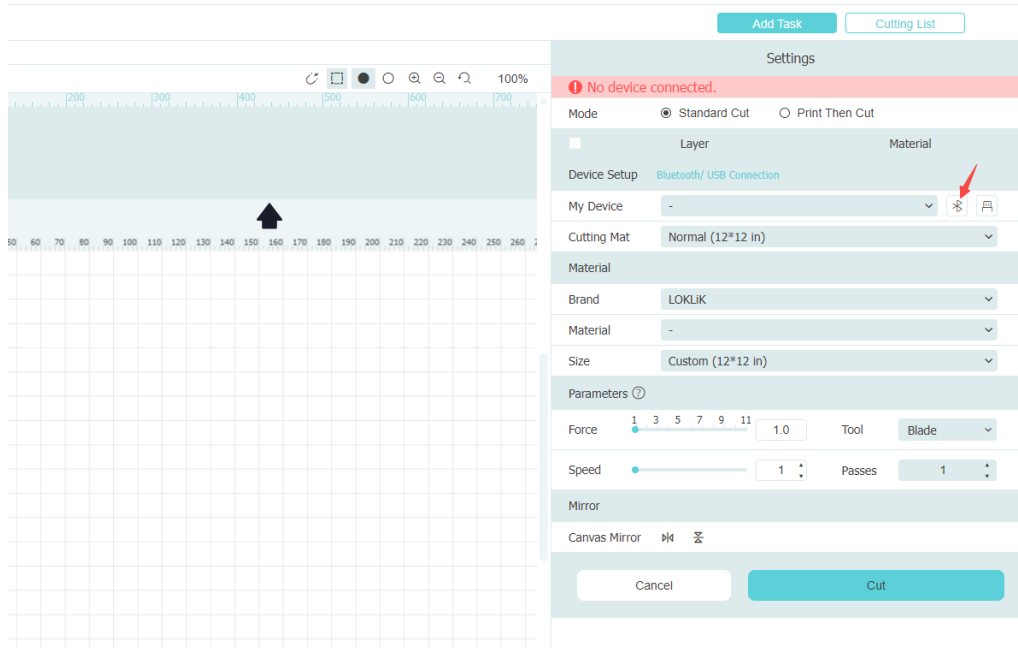 Add Task Cutting List
Settings
100%
No device connected.
200 300 400 500 600 700
Mode Standard Cut Print Then Cut
Layer Material
Device Setup Bluetooth/ USB Connection
My Device -
Cutting Mat Normal (12*12 in)
50 60 70 80 90 100 110 120 130 140 150 160 170 180 190 200 210 220 230 240 250 260
Material
Brand LOKLiK
Material -
Size Custom (12*12 in)
Parameters ?
1 3 5 7 9 11
Force 1.0 Tool Blade
Speed 1 Passes 1
Mirror
Canvas Mirror
Cancel Cut